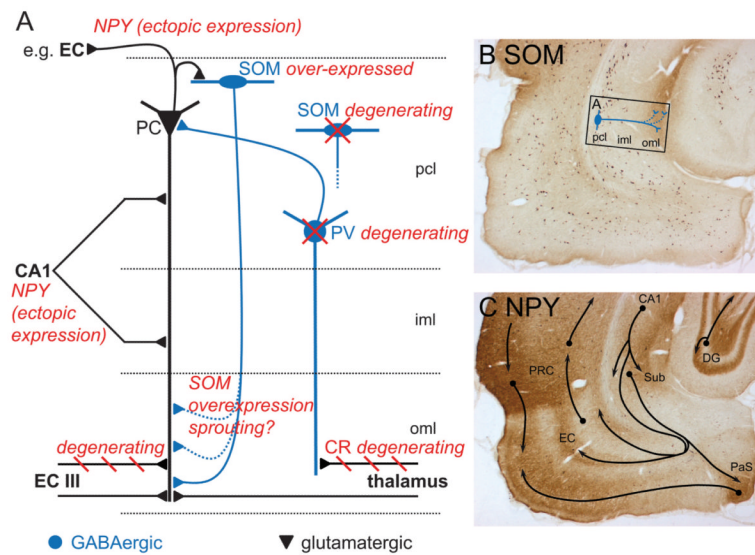 A
NPY (ectopic expression)
e.g. EC
SOM over-expressed
PC
SOM degenerating
pcl
PV degenerating
CA1
NPY
(ectopic
expression)
iml
SOM
overexpression
sprouting?
oml
degenerating
CR degenerating
EC III
thalamus
GABAergic
glutamatergic
B SOM
A
pcl
iml
oml
C NPY
CA1
DG
PRC
Sub
EC
PaS